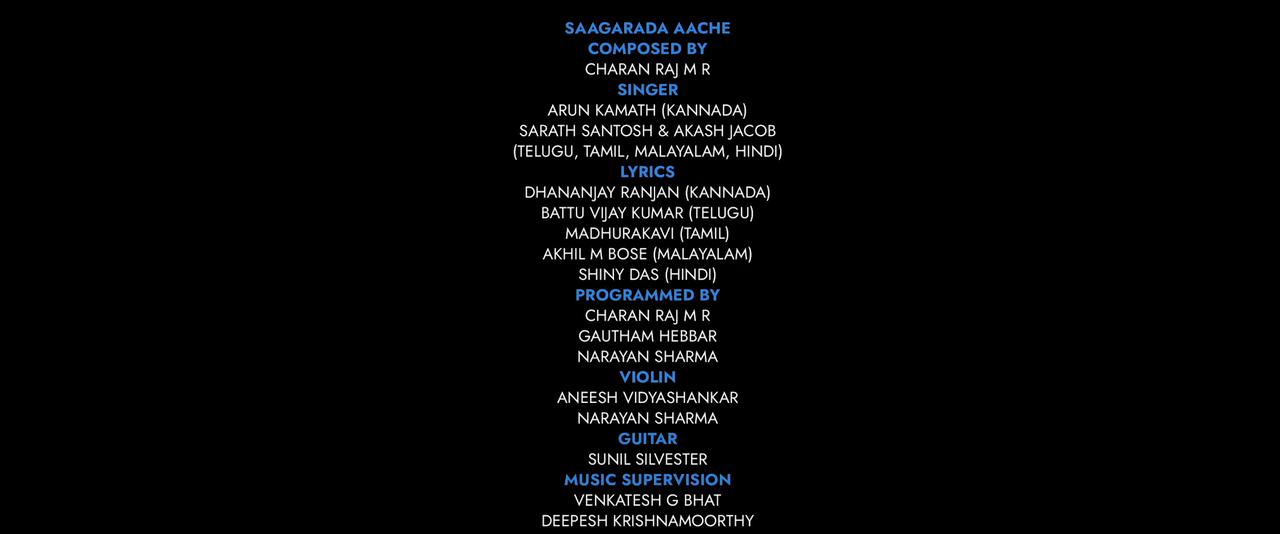 SAAGARADA AACHE
COMPOSED BY
CHARAN RAJ M R
SINGER
ARUN KAMATH (KANNADA)
SARATH SANTOSH & AKASH JACOB
(TELUGU, TAMIL, MALAYALAM, HINDI)
LYRICS
DHANANJAY RANJAN (KANNADA)
BATTU VIJAY KUMAR (TELUGU)
MADHURAKAVI (TAMIL)
AKHIL M BOSE (MALAYALAM)
SHINY DAS (HINDI)
PROGRAMMED BY
CHARAN RAJ M R
GAUTHAM HEBBAR
NARAYAN SHARMA
VIOLIN
ANEESH VIDYASHANKAR
NARAYAN SHARMA
GUITAR
SUNIL SILVESTER
MUSIC SUPERVISION
VENKATESH G BHAT
DEEPESH KRISHNAMOORTHY